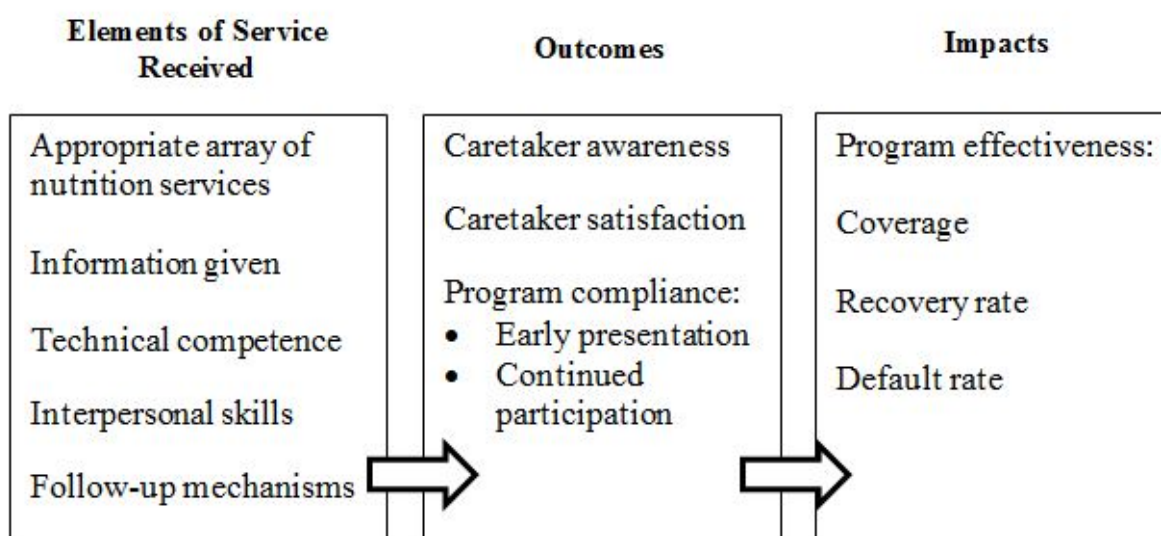 Elements of Service
Received
Appropriate array of
nutrition services
Information given
Technical competence
Interpersonal skills
Follow-up mechanisms
Outcomes
Caretaker awareness
Caretaker satisfaction
Program compliance:
• Early presentation
• Continued
participation
Impacts
Program effectiveness:
Coverage
Recovery rate
Default rate